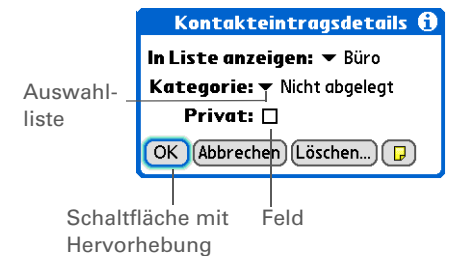 Kontakteintragsdetails
In Liste anzeigen: Büro
Kategorie: Nicht abgelegt
Auswahl-
liste
Privat:
OK Abbrechen Löschen...
Schaltfläche mit Feld
Hervorhebung